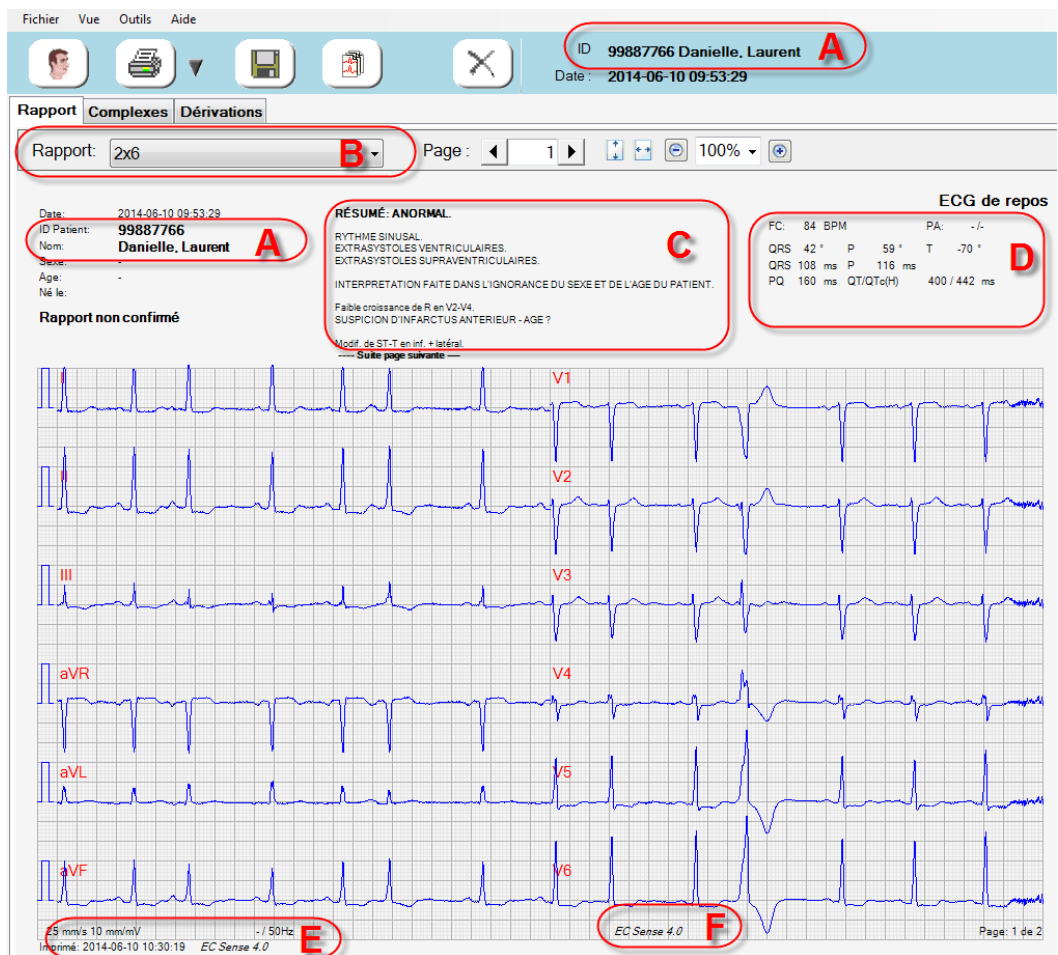 Fichier Vue Outils Aide
ID 99887766 Danielle, Laurent A
Date : 2014-06-10 09:53:29
Rapport Complexes Dérivations
Rapport: 2x6 B Page : 1 100%
ECG de repos
Date: 2014-06-10 09:53:29
ID Patient: 99887766
Nom: Danielle, Laurent A
Sexe: -
Age: -
Né le:
Rapport non confirmé
RÉSUMÉ: ANORMAL.
RYTHME SINUSAL.
EXTRASYSTOLES VENTRICULAIRES.
EXTRASYSTOLES SUPRAVENTRICULAIRES.
C
INTERPRETATION FAITE DANS L'IGNORANCE DU SEXE ET DE L'AGE DU PATIENT.
Faible croissance de R en V2-V4.
SUSPICION D'INFARCTUS ANTERIEUR - AGE ?
Modif. de ST-T en inf. + latéral.
----- Suite page suivante ----
FC: 84 BPM PA: - /-
QRS 42 ° P 59 ° T -70 °
QRS 108 ms P 116 ms
PQ 160 ms QT/QTc(H) 400 / 442 ms
D
I V1
II V2
III V3
aVR V4
aVL V5
aVF V6
25 mm/s 10 mm/mV - / 50Hz E
EC Sense 4.0 F
Page: 1 de 2
Imprimé: 2014-06-10 10:30:19 EC Sense 4.0